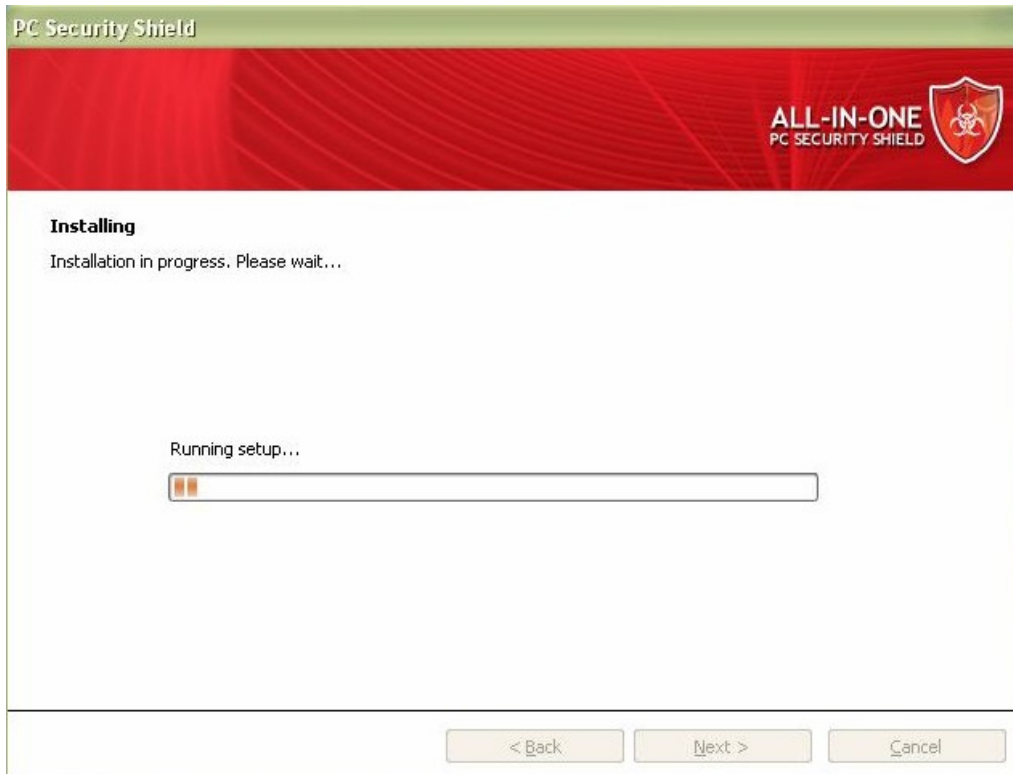 PC Security Shield
ALL-IN-ONE
PC SECURITY SHIELD
Installing
Installation in progress. Please wait...
Running setup...
< Back
Next >
Cancel